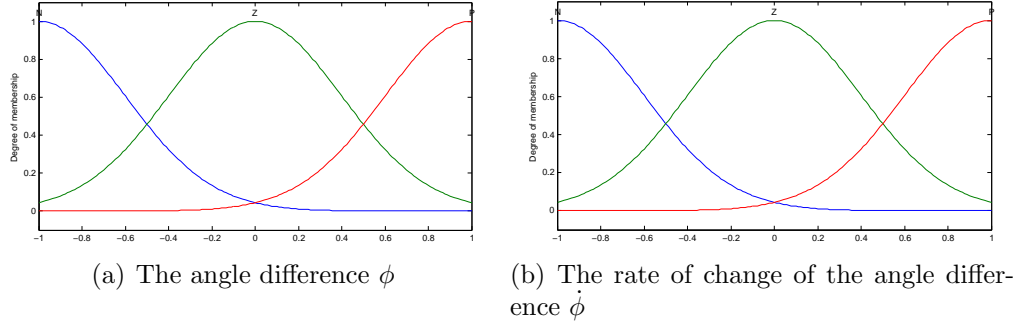 N Z P
Degree of membership
1
0.8
0.6
0.4
0.2
0
−1 −0.8 −0.6 −0.4 −0.2 0 0.2 0.4 0.6 0.8 1
(a) The angle difference ϕ
N Z P
Degree of membership
1
0.8
0.6
0.4
0.2
0
−1 −0.8 −0.6 −0.4 −0.2 0 0.2 0.4 0.6 0.8 1
(b) The rate of change of the angle differ-
ence ϕ̇